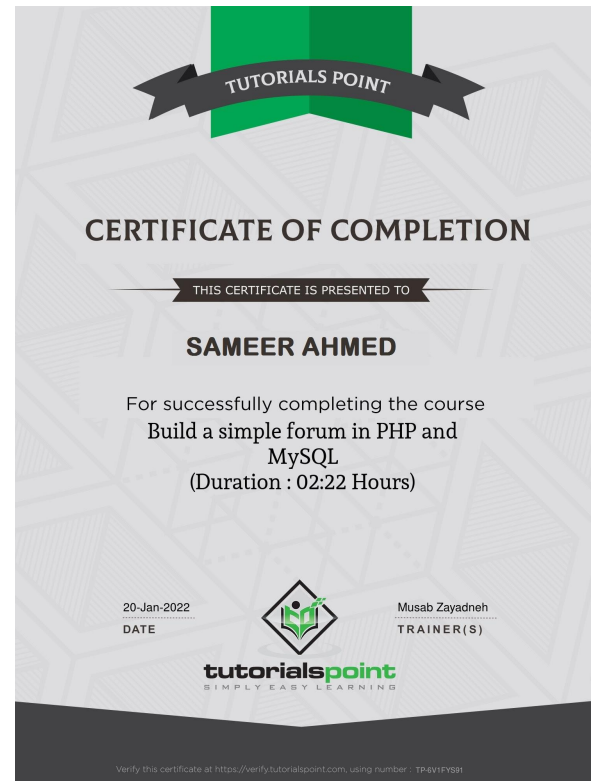 TUTORIALS POINT
CERTIFICATE OF COMPLETION
THIS CERTIFICATE IS PRESENTED TO
SAMEER AHMED
For successfully completing the course
Build a simple forum in PHP and
MySQL
(Duration : 02:22 Hours)
20-Jan-2022
DATE
Musab Zayadneh
TRAINER(S)
tutorialspoint
SIMPLY EASY LEARNING
Verify this certificate at https://verify.tutorialspoint.com, using number : TP-6V1FYS91